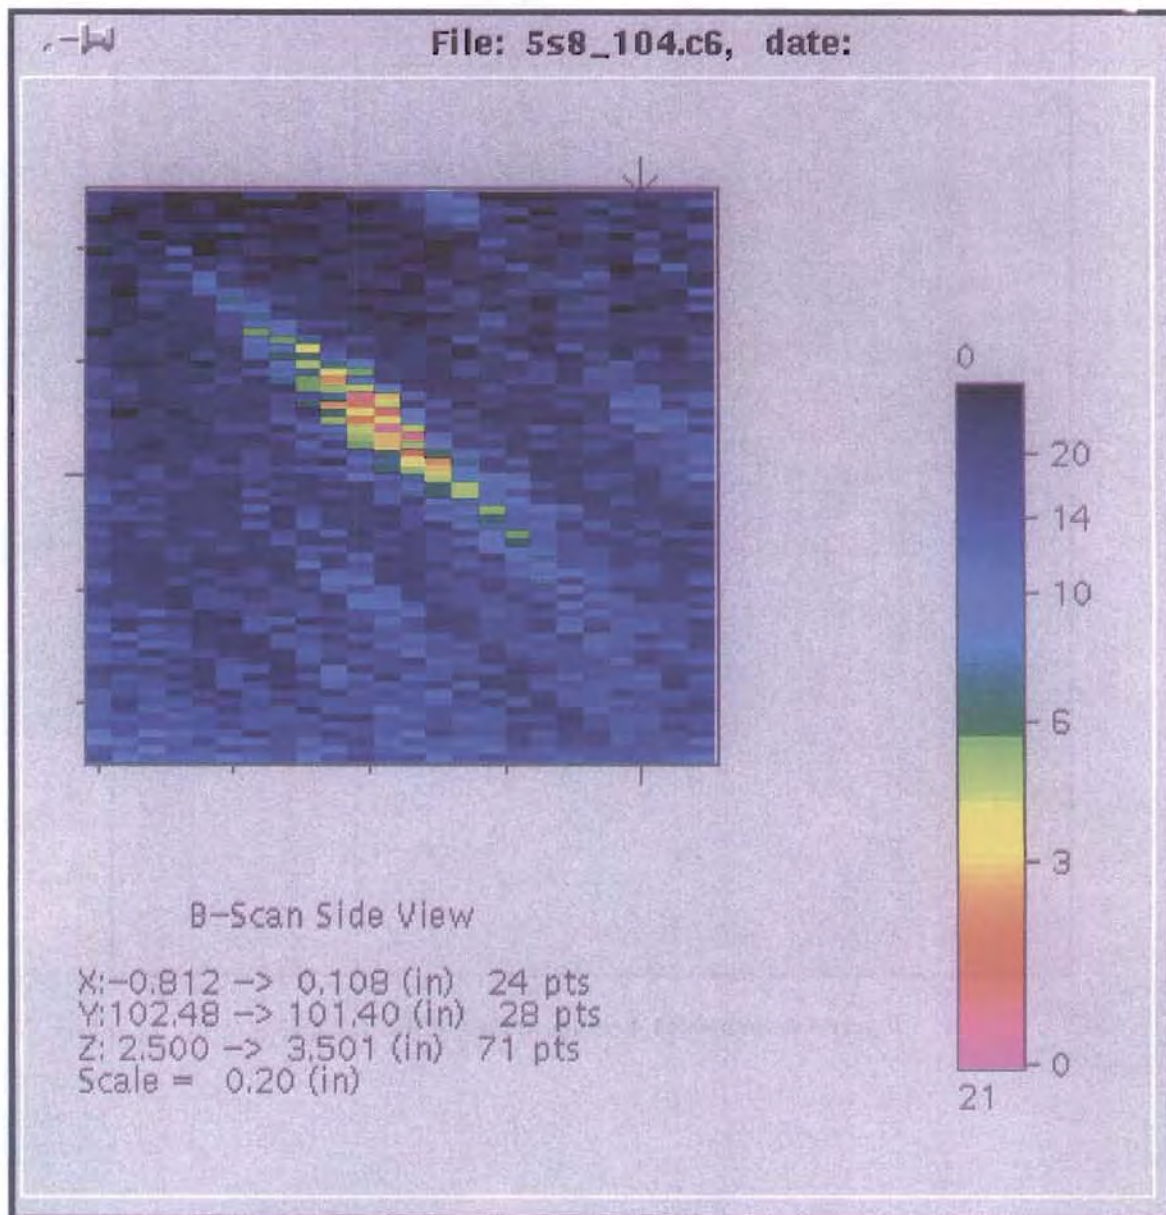 File: 5s8_104.c6, date:
0
20
14
10
6
3
0
21
B-Scan Side View
X:-0.812 -> 0.108 (in) 24 pts
Y:102.48 -> 101.40 (in) 28 pts
Z: 2.500 -> 3.501 (in) 71 pts
Scale = 0.20 (in)